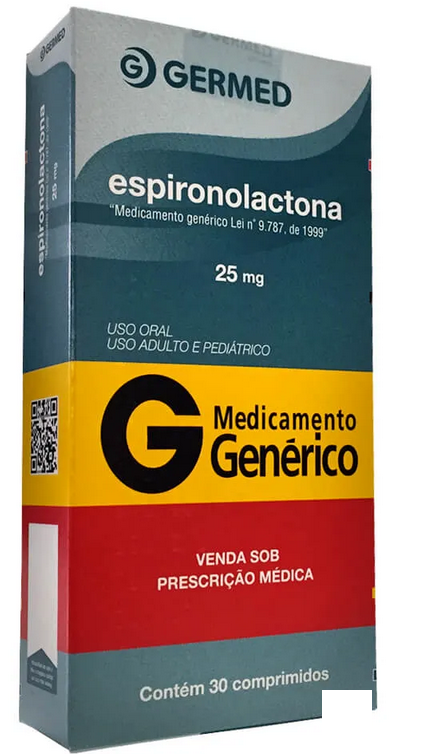 GERMED
GERMED
espironolactona
"Medicamento genérico Lei nº 9.787, de 1999"
25 mg
USO ORAL
USO ADULTO E PEDIÁTRICO
G Medicamento
Genérico
VENDA SOB
PRESCRIÇÃO MÉDICA
Contém 30 comprimidos
GERMED
espironolactona
25 mg